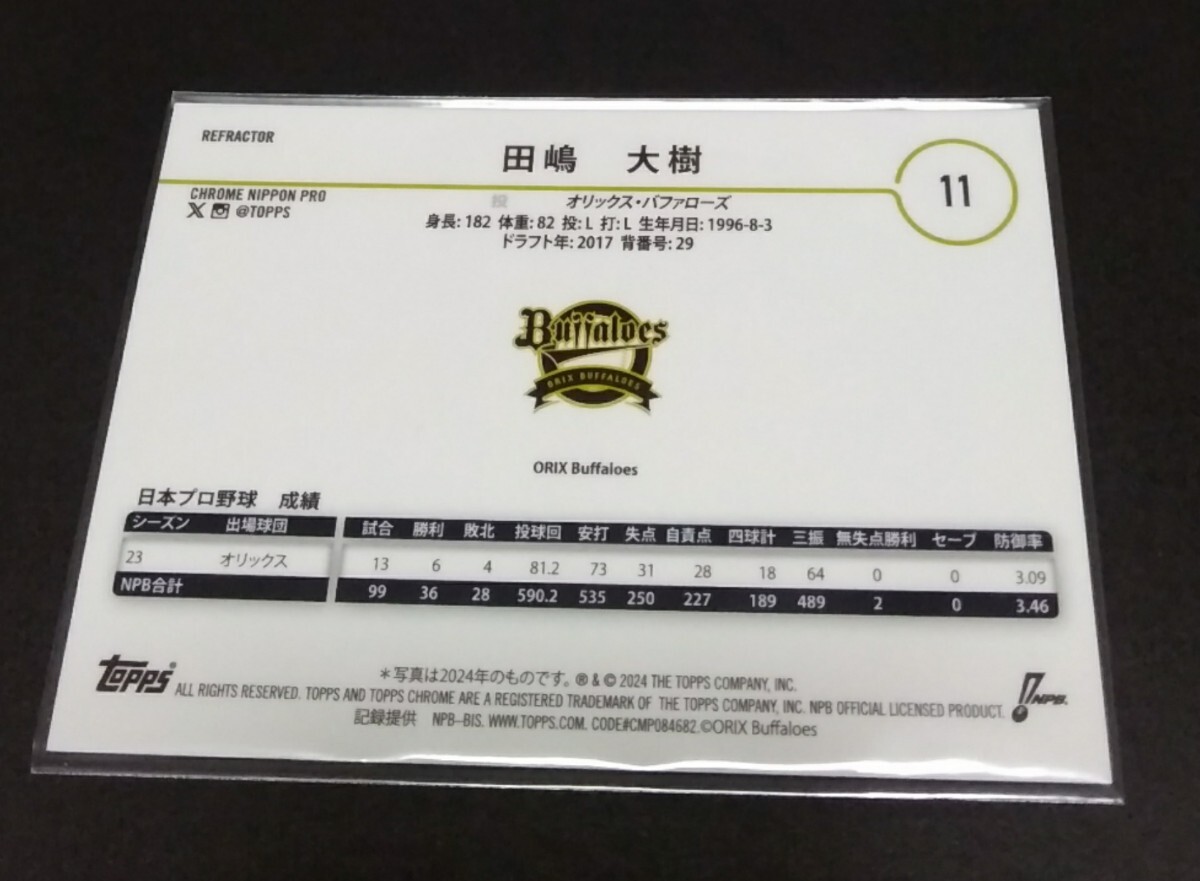 REFRACTOR
田嶋 大樹
11
CHROME NIPPON PRO
@TOPPS
投 オリックス・バファローズ
身長: 182 体重: 82 投: L 打: L 生年月日: 1996-8-3
ドラフト年: 2017 背番号: 29
Buffaloes
ORIX BUFFALOES
ORIX Buffaloes
日本プロ野球 成績
シーズン 出場球団 試合 勝利 敗北 投球回 安打 失点 自責点 四球計 三振 無失点勝利 セーブ 防御率
23 オリックス 13 6 4 81.2 73 31 28 18 64 0 0 3.09
NPB合計 99 36 28 590.2 535 250 227 189 489 2 0 3.46
topps®
*写真は2024年のものです。® & © 2024 THE TOPPS COMPANY, INC.
ALL RIGHTS RESERVED. TOPPS AND TOPPS CHROME ARE A REGISTERED TRADEMARK OF THE TOPPS COMPANY, INC. NPB OFFICIAL LICENSED PRODUCT.
記録提供 NPB-BIS. WWW.TOPPS.COM. CODE#CMP084682.©ORIX Buffaloes
NPB.